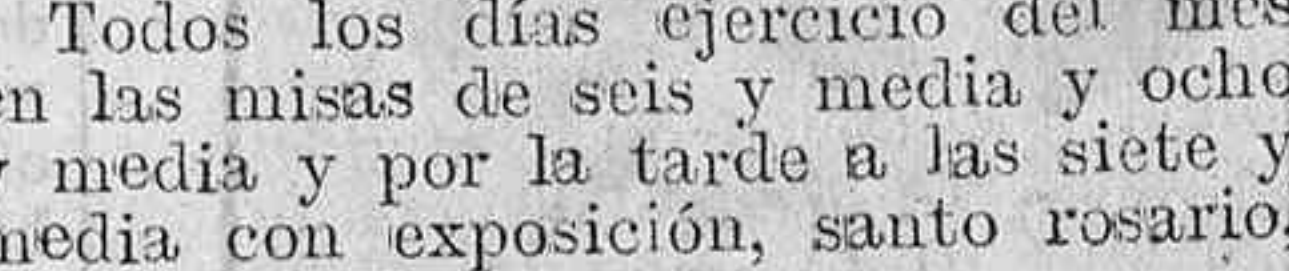 Todos los días ejercicio del mes
en las misas de seis y media y ocho
y media y por la tarde a las siete y
media con exposición, santo rosario,